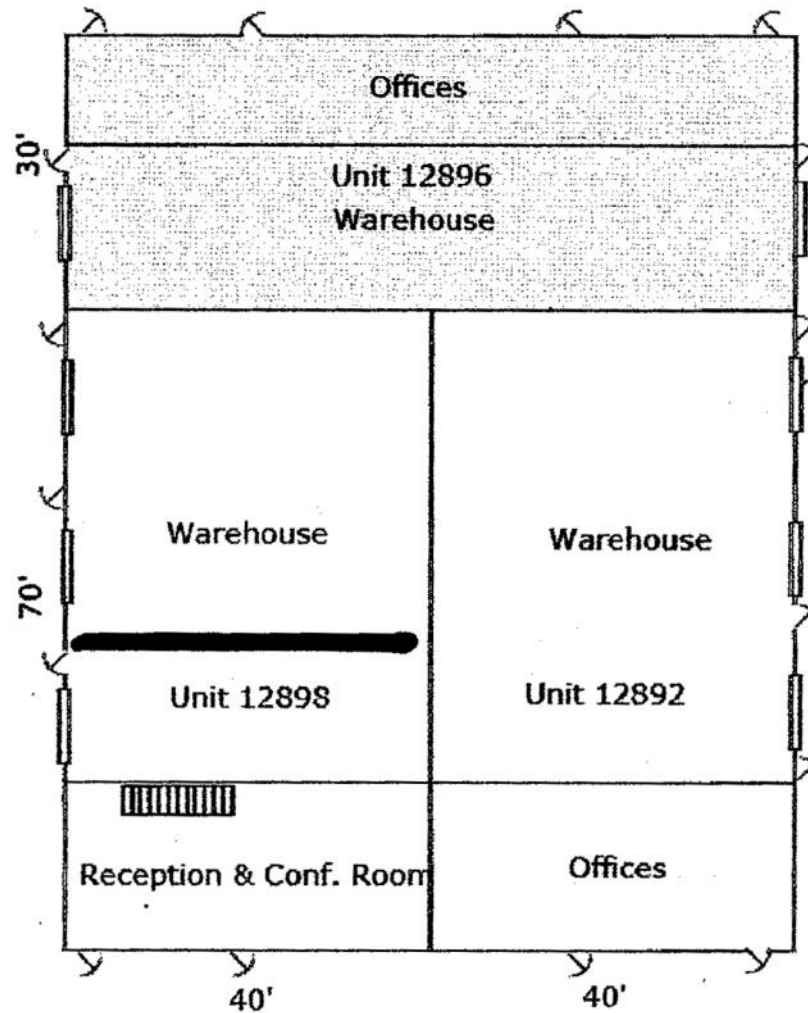 Offices
30'
Unit 12896
Warehouse
Warehouse
Warehouse
70'
Unit 12898
Unit 12892
Reception & Conf. Room
Offices
40'
40'